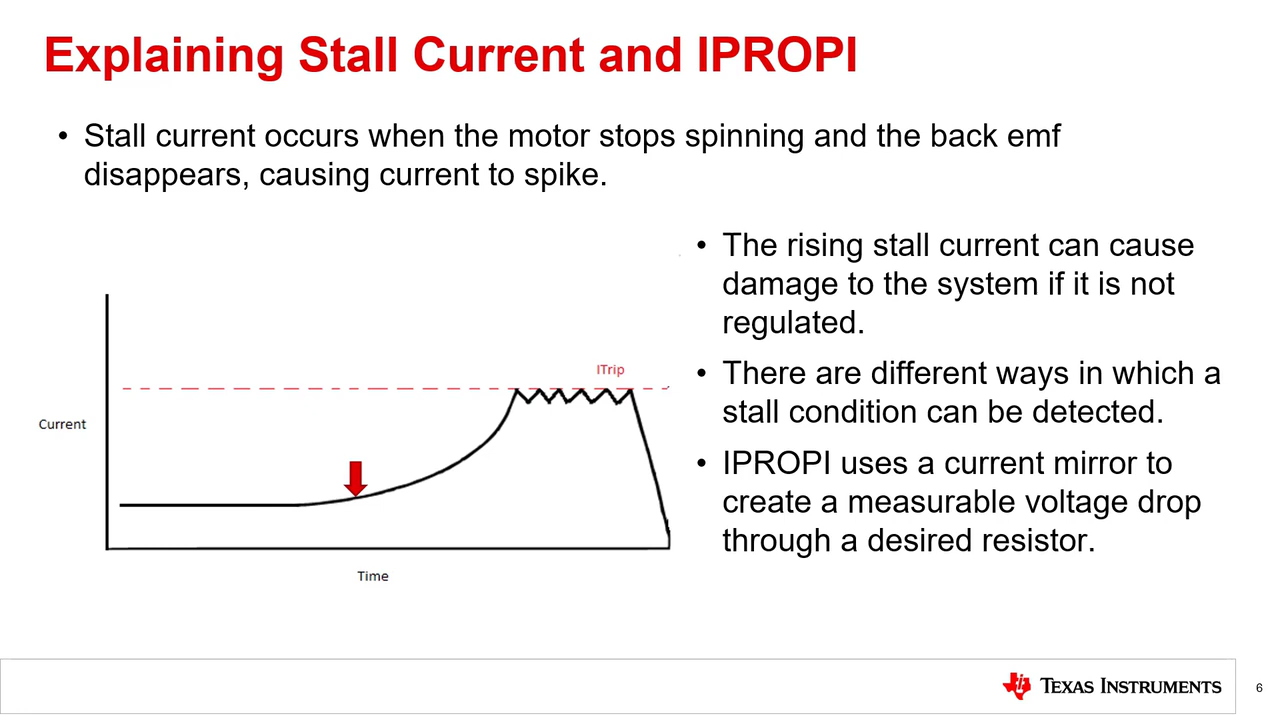 Explaining Stall Current and IPROPI
• Stall current occurs when the motor stops spinning and the back emf
disappears, causing current to spike.
• The rising stall current can cause
damage to the system if it is not
regulated.
• There are different ways in which a
stall condition can be detected.
• IPROPI uses a current mirror to
create a measurable voltage drop
through a desired resistor.
ITrip
Current
Time
TEXAS INSTRUMENTS
6